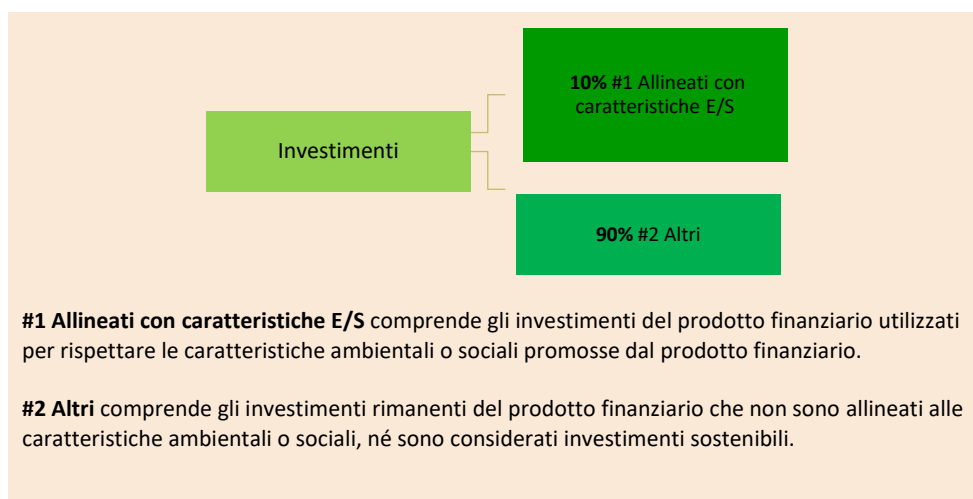 10% #1 Allineati con
caratteristiche E/S
Investimenti
90% #2 Altri
#1 Allineati con caratteristiche E/S comprende gli investimenti del prodotto finanziario utilizzati
per rispettare le caratteristiche ambientali o sociali promosse dal prodotto finanziario.
#2 Altri comprende gli investimenti rimanenti del prodotto finanziario che non sono allineati alle
caratteristiche ambientali o sociali, né sono considerati investimenti sostenibili.